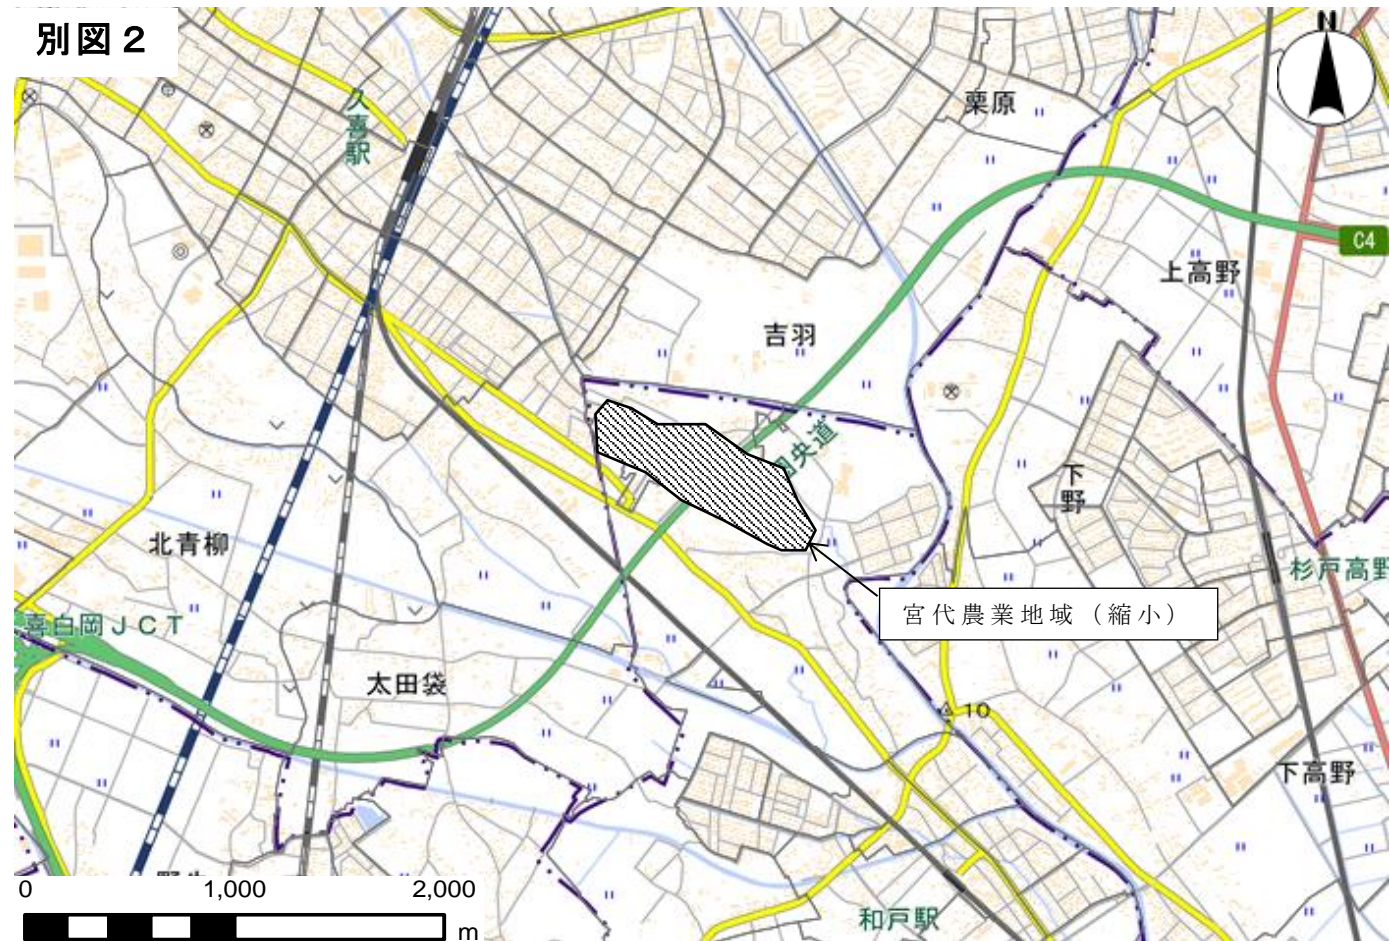 別図２
N
久喜駅
栗原
C4
上高野
吉羽
圏央道
下野
北青柳
杉戸高野
宮代農業地域（縮小）
喜白岡ＪＣＴ
太田袋
10
下高野
和戸駅
0 1,000 2,000
m